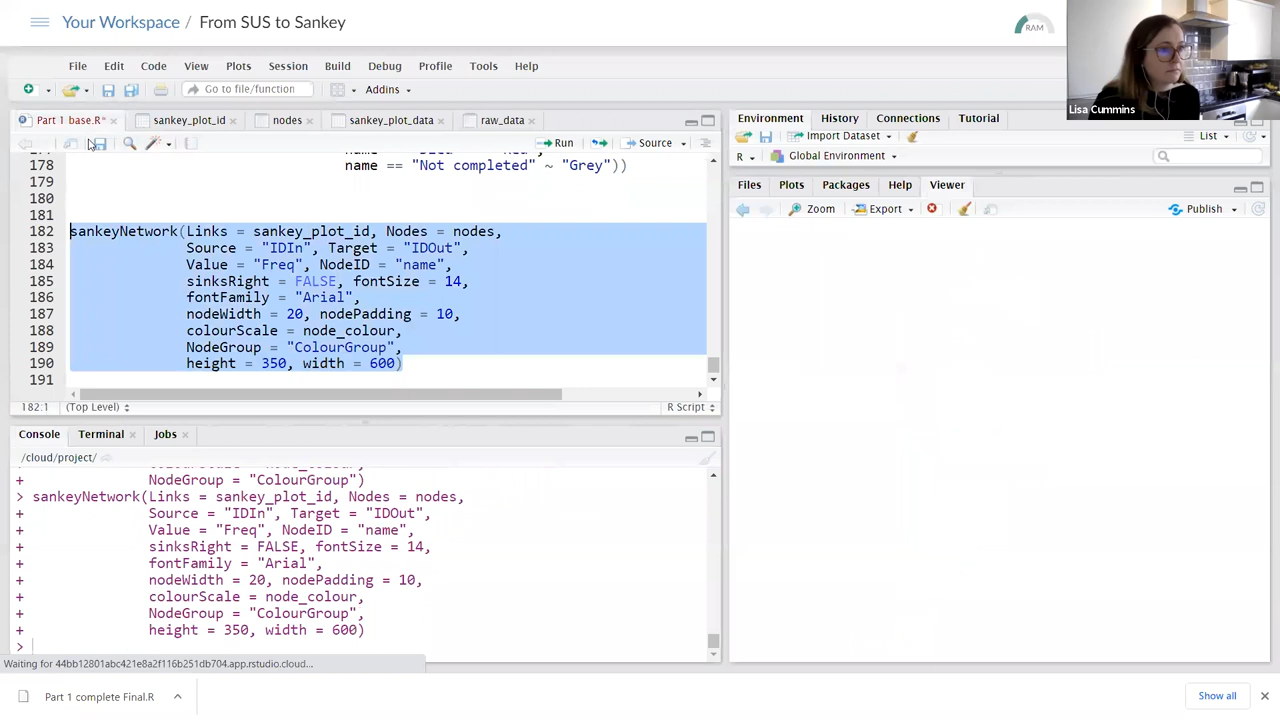 Your Workspace / From SUS to Sankey
RAM
Lisa Cummins
File Edit Code View Plots Session Build Debug Profile Tools Help
Go to file/function Addins
Part 1 base.R* sankey_plot_id nodes raw_data
Run Source
178 name == "Not completed" ~ "Grey"))
179
180
181
182 sankeyNetwork(Links = sankey_plot_id, Nodes = nodes,
183 Source = "IDIn", Target = "IDOut",
184 Value = "Freq", NodeID = "name",
185 sinksRight = FALSE, fontSize = 14,
186 fontFamily = "Arial",
187 nodeWidth = 20, nodePadding = 10,
188 colourScale = node_colour,
189 NodeGroup = "ColourGroup",
190 height = 350, width = 600)
191
182:1 (Top Level) R Script
Console Terminal Jobs
/cloud/project/
+ NodeGroup = "ColourGroup")
> sankeyNetwork(Links = sankey_plot_id, Nodes = nodes,
+ Source = "IDIn", Target = "IDOut",
+ Value = "Freq", NodeID = "name",
+ sinksRight = FALSE, fontSize = 14,
+ fontFamily = "Arial",
+ nodeWidth = 20, nodePadding = 10,
+ colourScale = node_colour,
+ NodeGroup = "ColourGroup",
+ height = 350, width = 600)
>
Environment History Connections Tutorial
Import Dataset List
R Global Environment
Files Plots Packages Help Viewer
Zoom Export Publish
Waiting for 44bb12801abc421e8a2f116b251db704.app.rstudio.cloud...
Part 1 complete Final.R
Show all